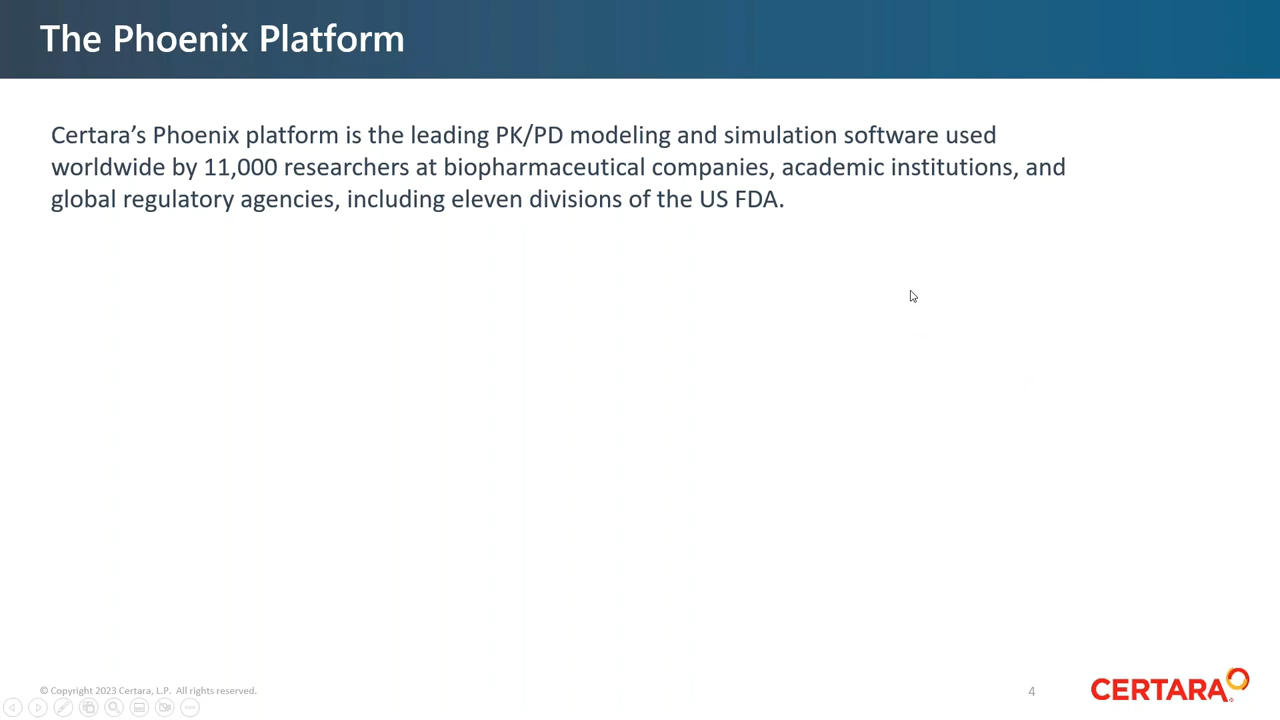 The Phoenix Platform
Certara’s Phoenix platform is the leading PK/PD modeling and simulation software used
worldwide by 11,000 researchers at biopharmaceutical companies, academic institutions, and
global regulatory agencies, including eleven divisions of the US FDA.
© Copyright 2023 Certara, L.P.  All rights reserved.
4
CERTARA